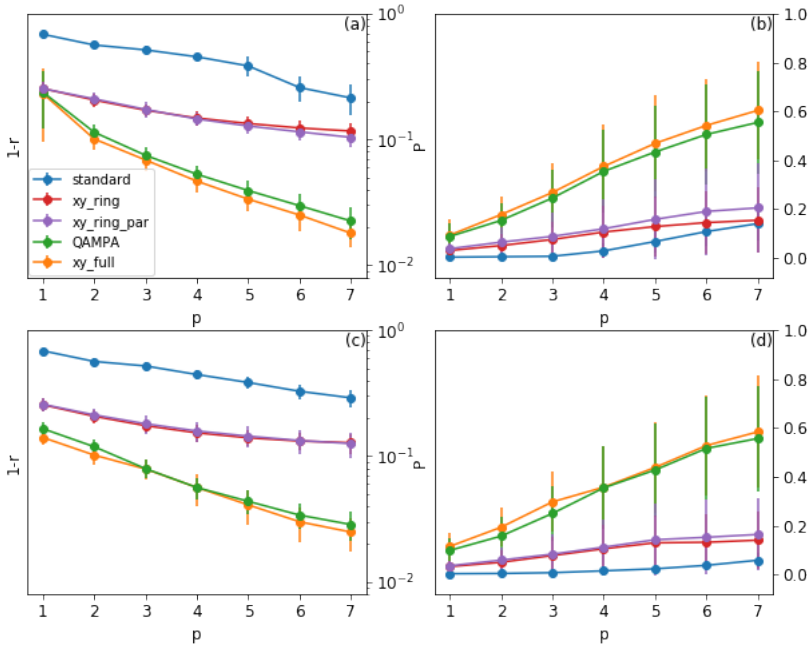 (a)
10⁰
10⁻¹
10⁻²
1-r
standard
xy_ring
xy_ring_par
QAMPA
xy_full
1 2 3 4 5 6 7
p
(b)
1.0
0.8
0.6
0.4
0.2
0.0
P
1 2 3 4 5 6 7
p
(c)
10⁰
10⁻¹
10⁻²
1-r
1 2 3 4 5 6 7
p
(d)
1.0
0.8
0.6
0.4
0.2
0.0
P
1 2 3 4 5 6 7
p